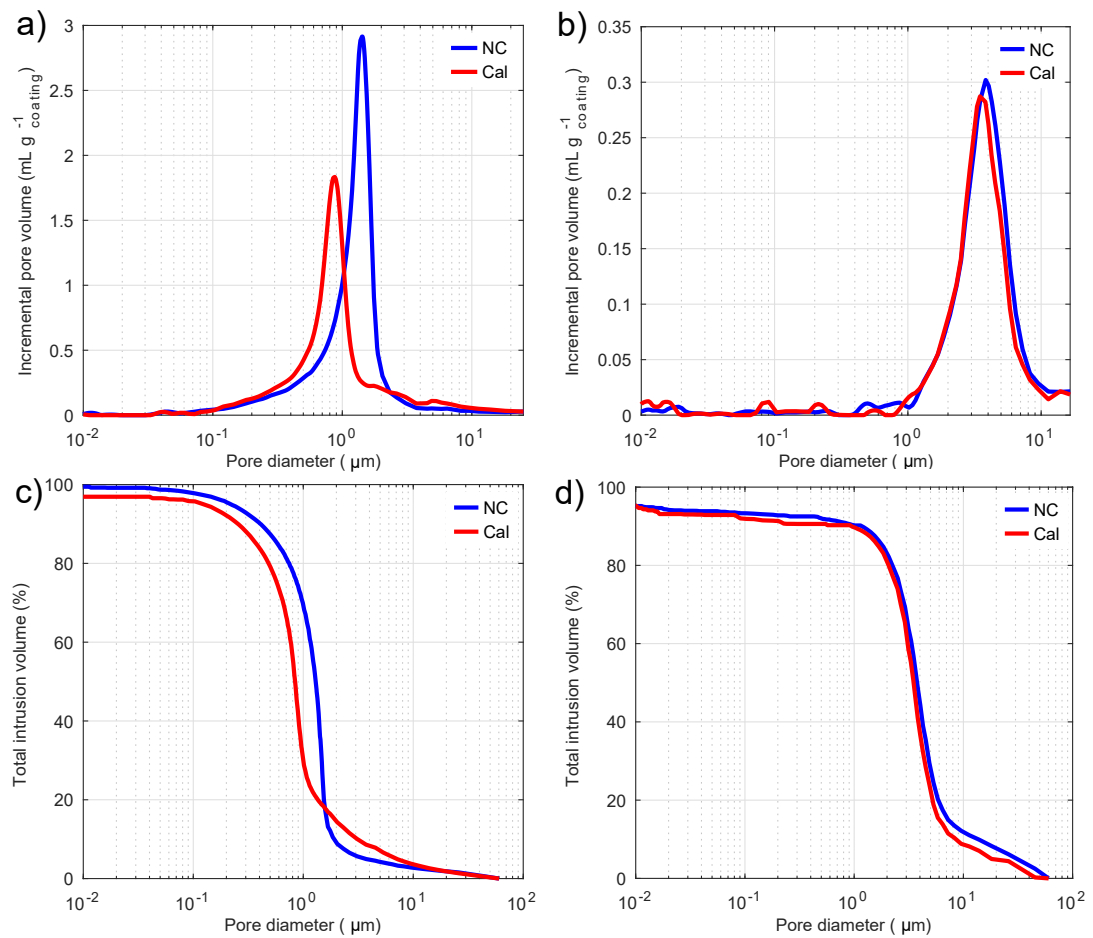 a)
3
2.5
2
1.5
1
0.5
0
Incremental pore volume (mL g⁻¹ coating)
NC
Cal
10⁻² 10⁻¹ 10⁰ 10¹
Pore diameter ( μm)
b)
0.35
0.3
0.25
0.2
0.15
0.1
0.05
0
Incremental pore volume (mL g⁻¹ coating)
NC
Cal
10⁻² 10⁻¹ 10⁰ 10¹
Pore diameter ( μm)
c)
100
80
60
40
20
0
Total intrusion volume (%)
NC
Cal
10⁻² 10⁻¹ 10⁰ 10¹ 10²
Pore diameter ( μm)
d)
100
80
60
40
20
0
Total intrusion volume (%)
NC
Cal
10⁻² 10⁻¹ 10⁰ 10¹ 10²
Pore diameter ( μm)